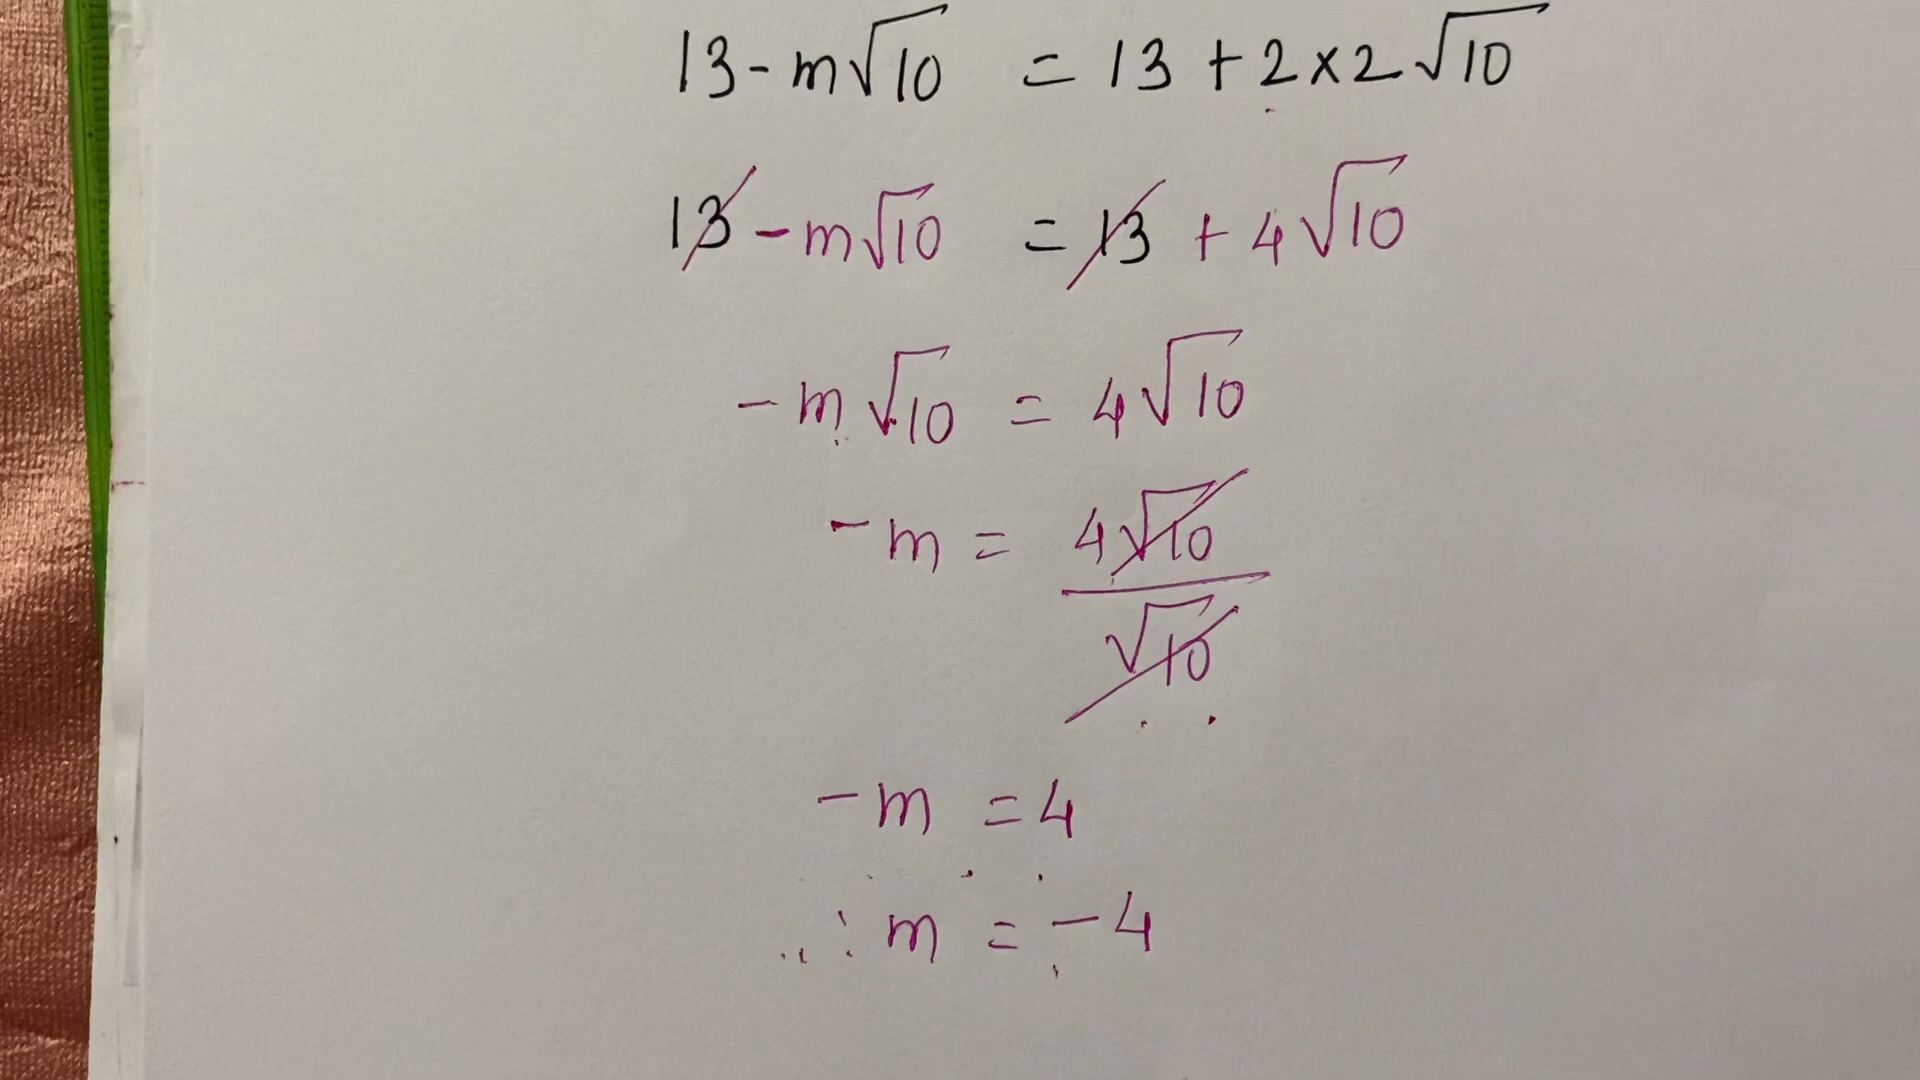 13 - m√10 = 13 + 2 × 2√10
13 - m√10 = 13 + 4√10
-m√10 = 4√10
-m = 4√10 / √10
-m = 4
∴ m = -4